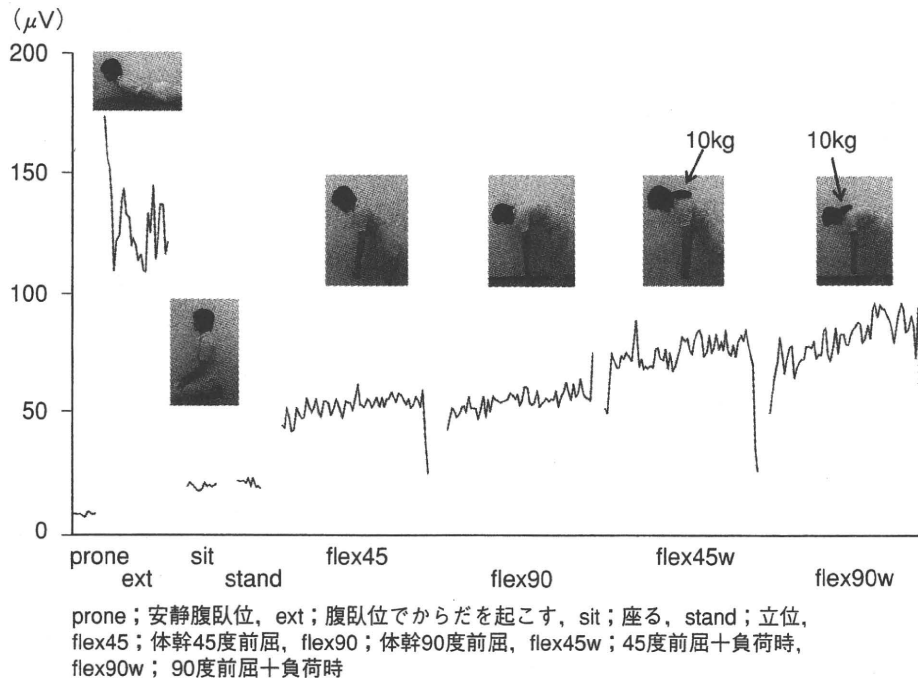 (μV)
200
150
100
50
0
10kg
10kg
prone
ext
sit
stand
flex45
flex90
flex45w
flex90w
prone;安静腹臥位, ext;腹臥位でからだを起こす, sit;座る, stand;立位,
flex45;体幹45度前屈, flex90;体幹90度前屈, flex45w;45度前屈十負荷時,
flex90w; 90度前屈十負荷時